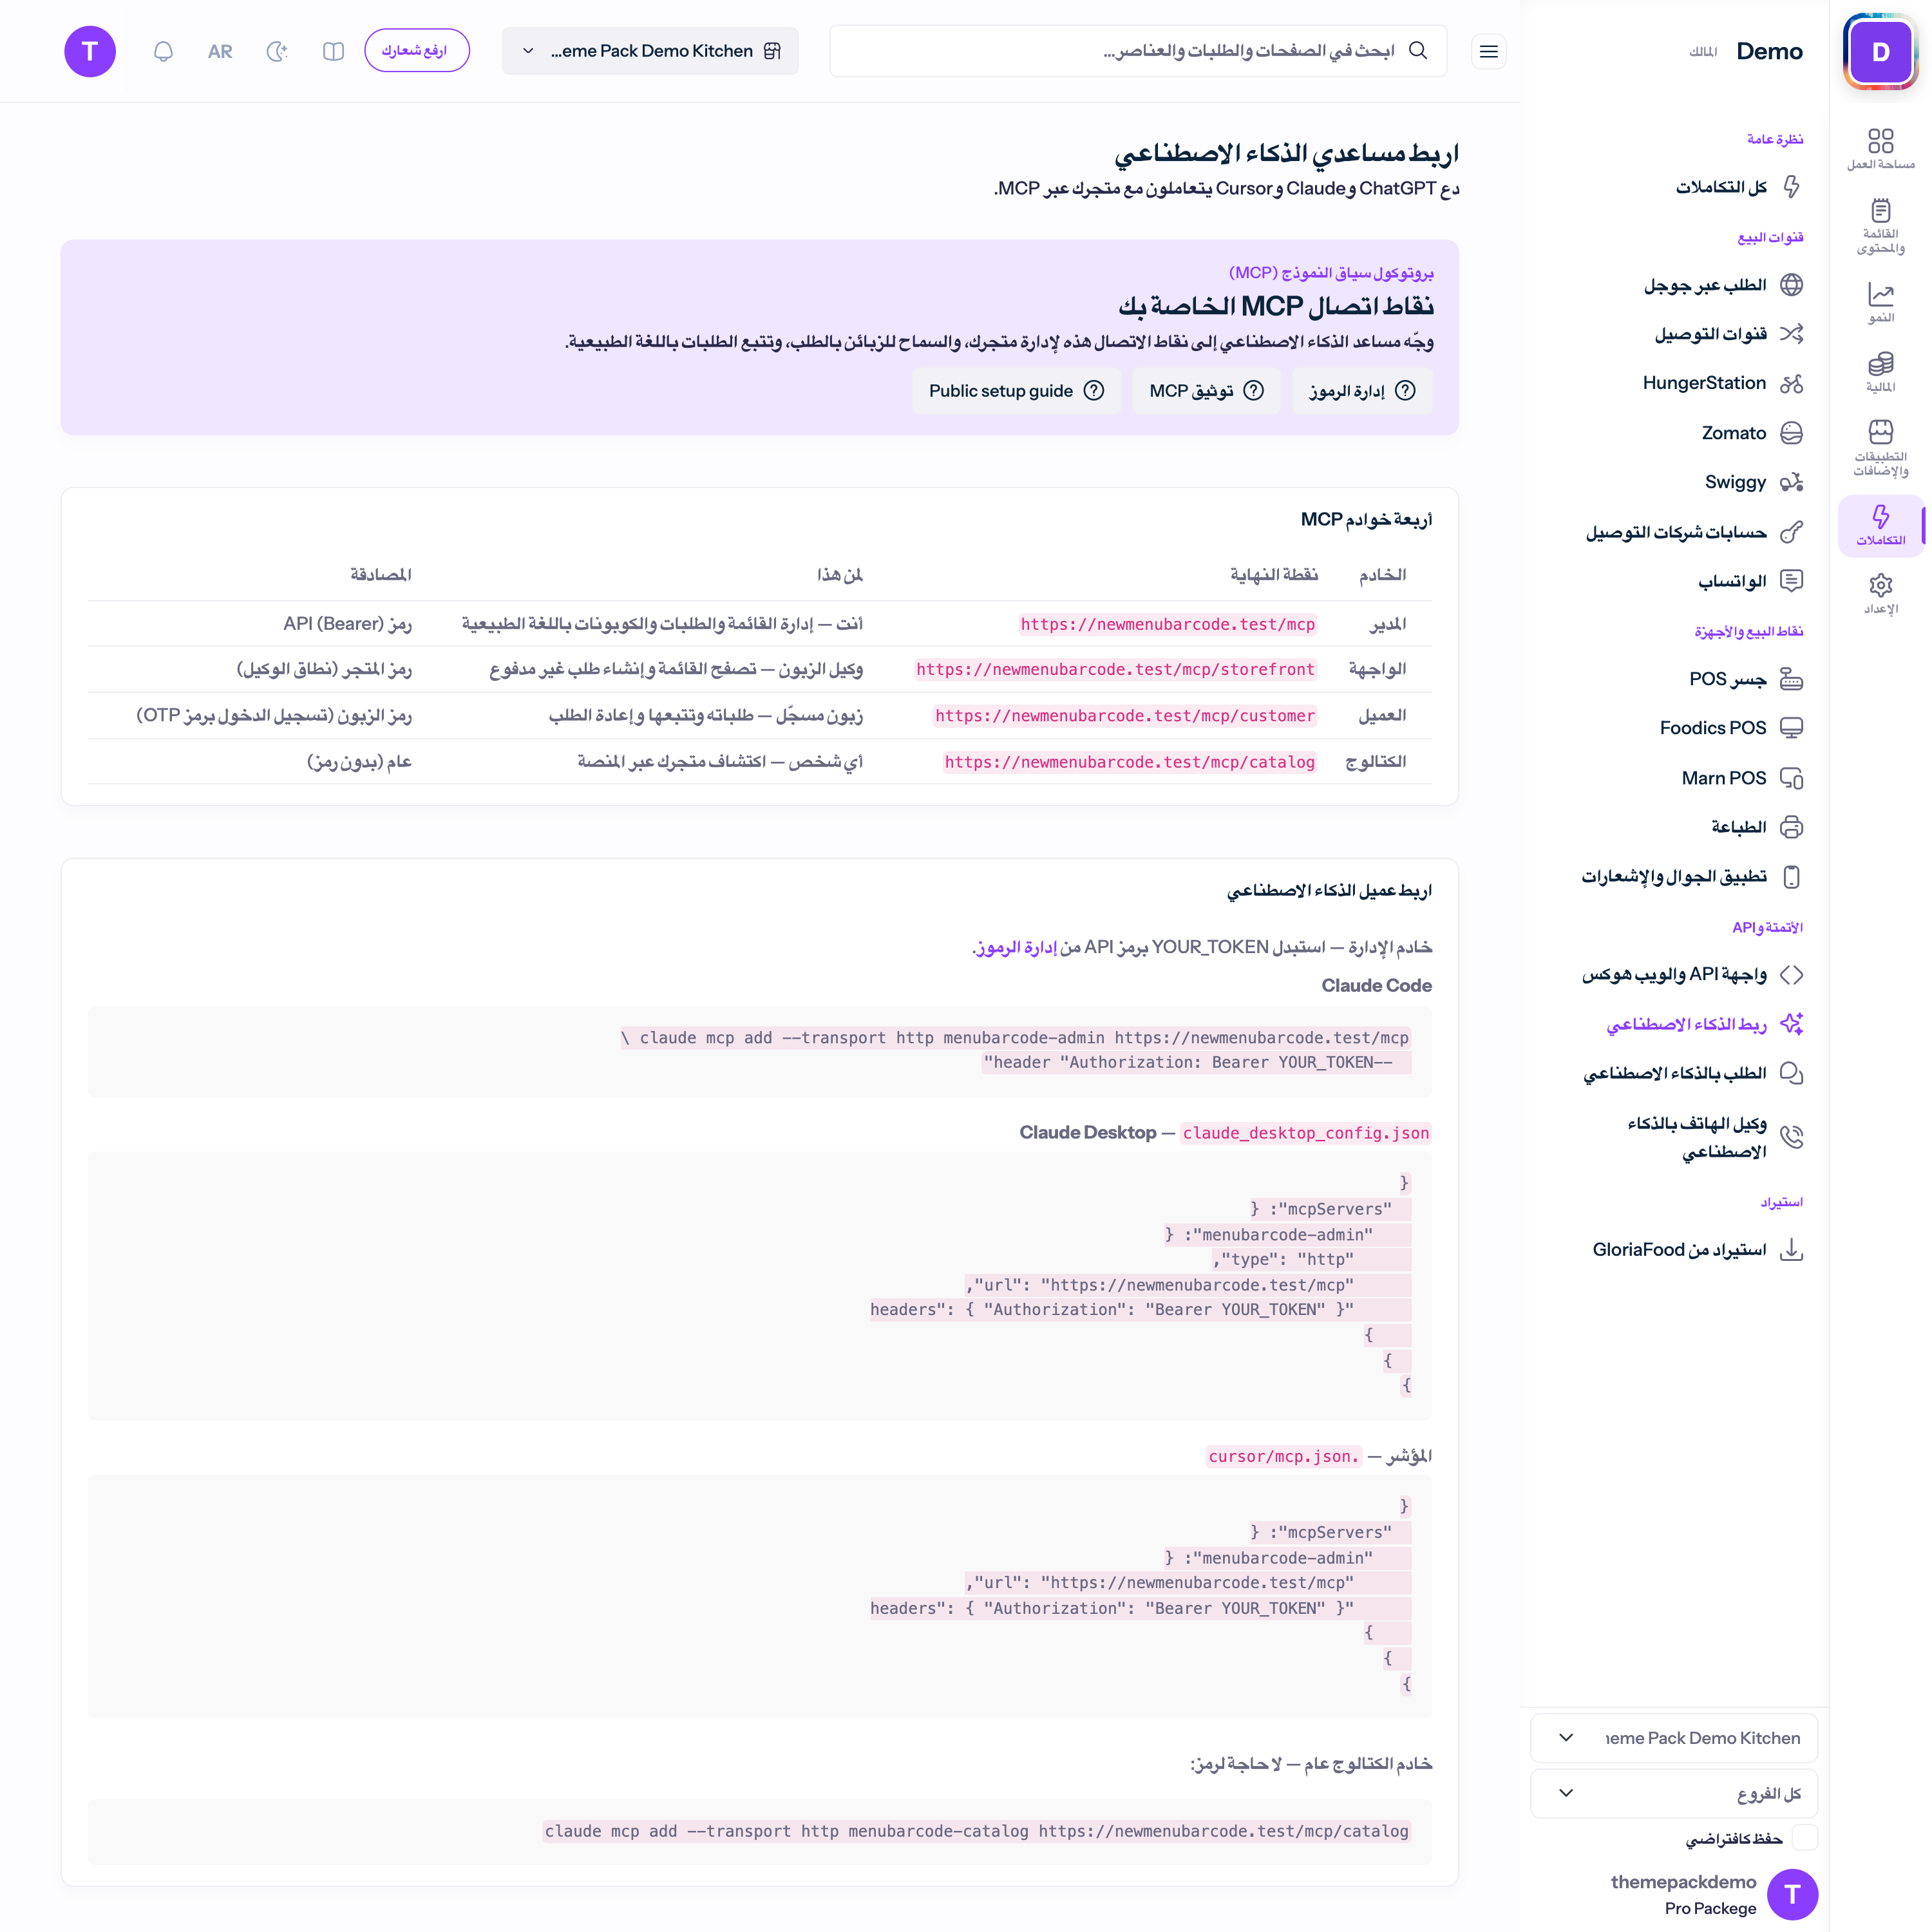 D
مساحة العمل
القائمة
والمحتوى
النمو
المالية
التطبيقات
والإضافات
التكاملات
الإعداد
Demo المالك
نظرة عامة
كل التكاملات
قنوات البيع
الطلب عبر جوجل
قنوات التوصيل
HungerStation
Zomato
Swiggy
حسابات شركات التوصيل
الواتساب
نقاط البيع والأجهزة
جسر POS
Foodics POS
Marn POS
الطباعة
تطبيق الجوال والإشعارات
الأتمتة وAPI
واجهة API والويب هوكس
ربط الذكاء الاصطناعي
الطلب بالذكاء الاصطناعي
وكيل الهاتف بالذكاء
الاصطناعي
استيراد
استيراد من GloriaFood
heme Pack Demo Kitchen
كل الفروع
حفظ كافتراضي
themepackdemo
Pro Packege
T
ابحث في الصفحات والطلبات والعناصر...
...eme Pack Demo Kitchen
ارفع شعارك
AR
T
اربط مساعدي الذكاء الاصطناعي
دع ChatGPT وClaude وCursor يتعاملون مع متجرك عبر MCP.
بروتوكول سياق النموذج (MCP)
نقاط اتصال MCP الخاصة بك
وجّه مساعد الذكاء الاصطناعي إلى نقاط الاتصال هذه لإدارة متجرك، والسماح للزبائن بالطلب، وتتبع الطلبات باللغة الطبيعية.
إدارة الرموز
توثيق MCP
Public setup guide
أربعة خوادم MCP
الخادم نقطة النهاية لمن هذا المصادقة
المدير https://newmenubarcode.test/mcp أنت — إدارة القائمة والطلبات والكوبونات باللغة الطبيعية رمز API (Bearer)
الواجهة https://newmenubarcode.test/mcp/storefront وكيل الزبون — تصفح القائمة وإنشاء طلب غير مدفوع رمز المتجر (نطاق الوكيل)
العميل https://newmenubarcode.test/mcp/customer زبون مسجّل — طلباته وتتبعها وإعادة الطلب رمز الزبون (تسجيل الدخول برمز OTP)
الكتالوج https://newmenubarcode.test/mcp/catalog أي شخص — اكتشاف متجرك عبر المنصة عام (بدون رمز)
اربط عميل الذكاء الاصطناعي
خادم الإدارة — استبدل YOUR_TOKEN برمز API من إدارة الرموز.
Claude Code
\ claude mcp add --transport http menubarcode-admin https://newmenubarcode.test/mcp
"header "Authorization: Bearer YOUR_TOKEN--
Claude Desktop — claude_desktop_config.json
{
} :"mcpServers"
} :"menubarcode-admin"
,"type": "http"
,"url": "https://newmenubarcode.test/mcp"
headers": { "Authorization": "Bearer YOUR_TOKEN" }"
{
{
{
المؤشر — cursor/mcp.json.
{
} :"mcpServers"
} :"menubarcode-admin"
,"url": "https://newmenubarcode.test/mcp"
headers": { "Authorization": "Bearer YOUR_TOKEN" }"
{
{
{
خادم الكتالوج عام — لا حاجة لرمز:
claude mcp add --transport http menubarcode-catalog https://newmenubarcode.test/mcp/catalog